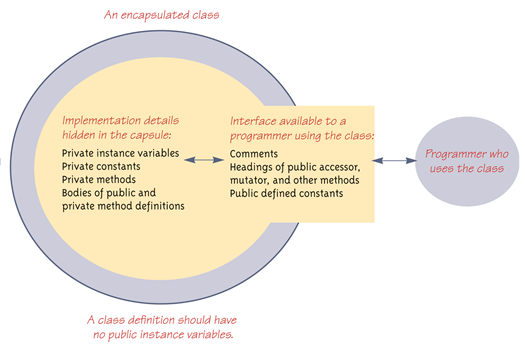 An encapsulated class
Implementation details
hidden in the capsule:
Private instance variables
Private constants
Private methods
Bodies of public and
private method definitions
Interface available to a
programmer using the class:
Comments
Headings of public accessor,
mutator, and other methods
Public defined constants
Programmer who
uses the class
A class definition should have
no public instance variables.